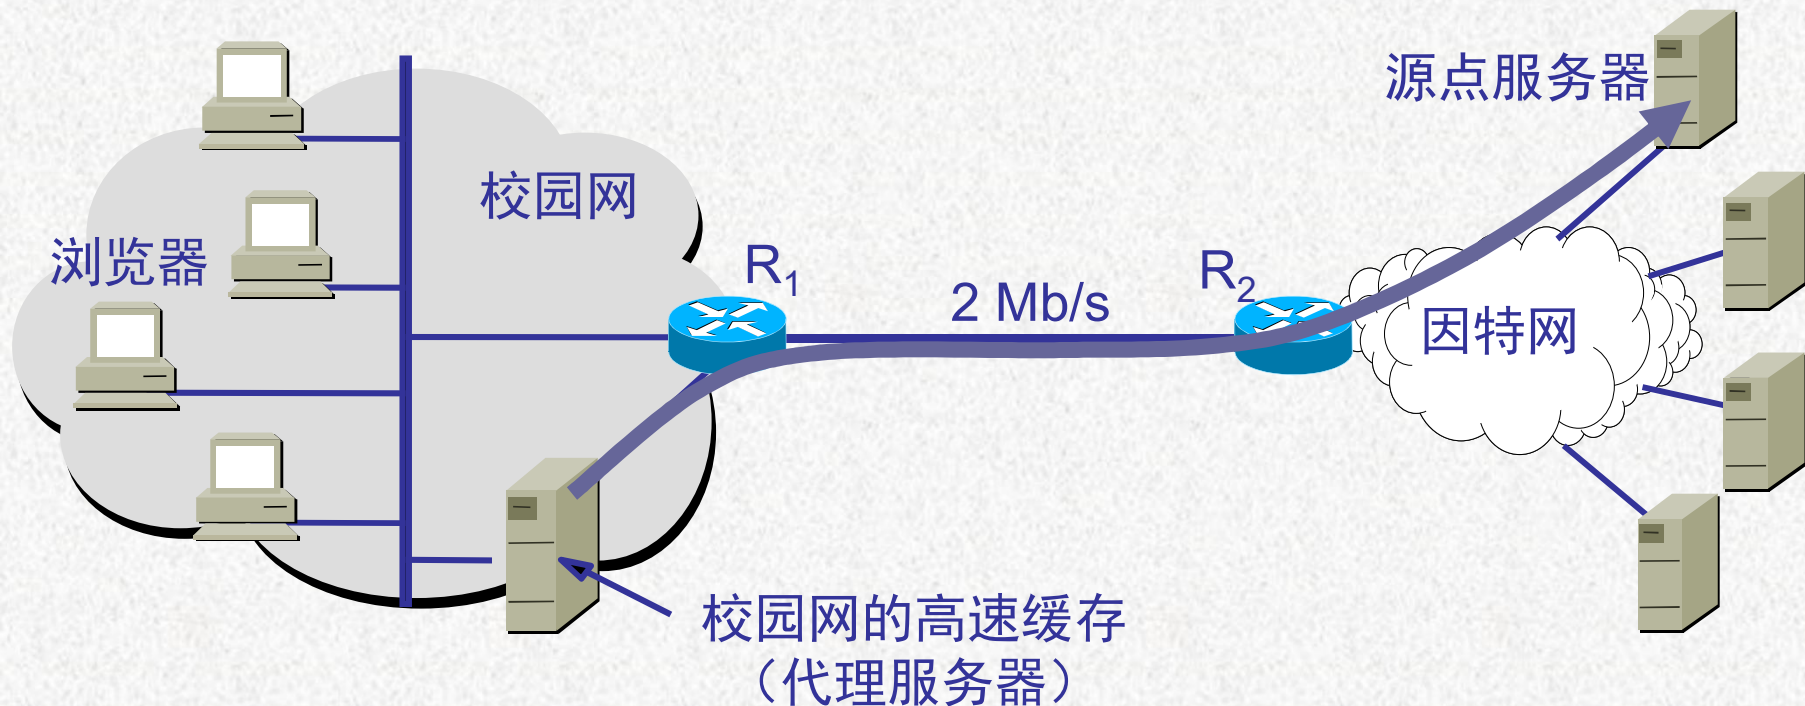 源点服务器
校园网
浏览器
R1
2 Mb/s
R2
因特网
校园网的高速缓存
（代理服务器）